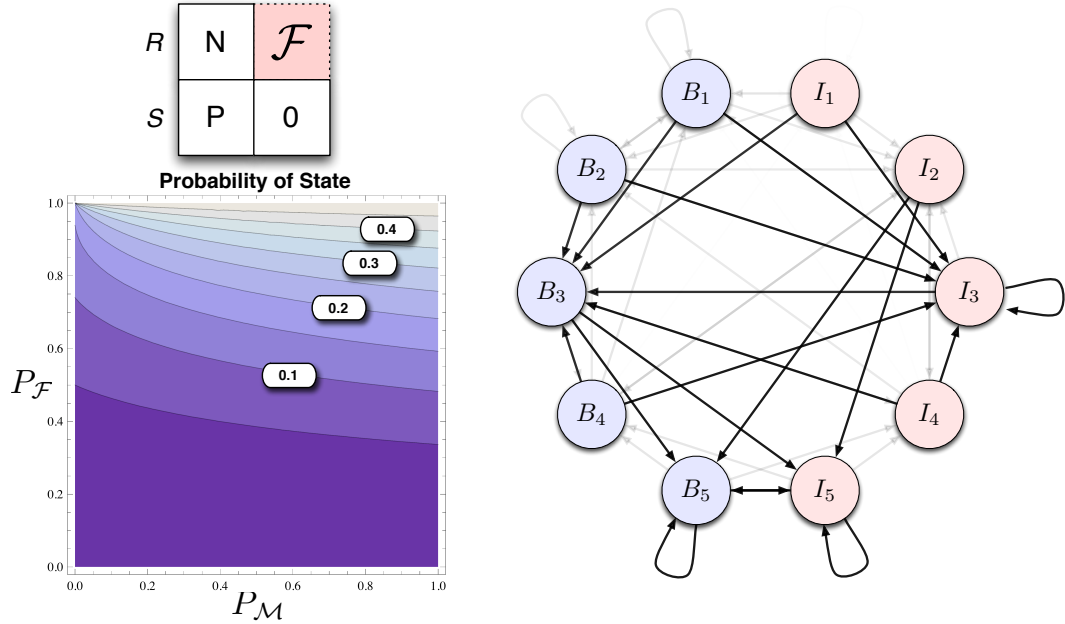 R N ℱ
S P 0
Probability of State
1.0
0.8
0.6
0.4
0.2
0.0
P_ℱ
0.4
0.3
0.2
0.1
0.0 0.2 0.4 0.6 0.8 1.0
P_ℳ
B₁ I₁
B₂ I₂
B₃ I₃
B₄ I₄
B₅ I₅